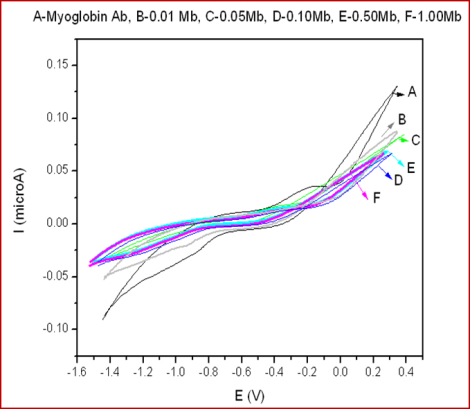 A-Myoglobin Ab, B-0.01 Mb, C-0.05Mb, D-0.10Mb, E-0.50Mb, F-1.00Mb
0.15
0.10
0.05
0.00
-0.05
-0.10
I (microA)
A
B
C
E
D
F
-1.6 -1.4 -1.2 -1.0 -0.8 -0.6 -0.4 -0.2 0.0 0.2 0.4 0.6
E (V)